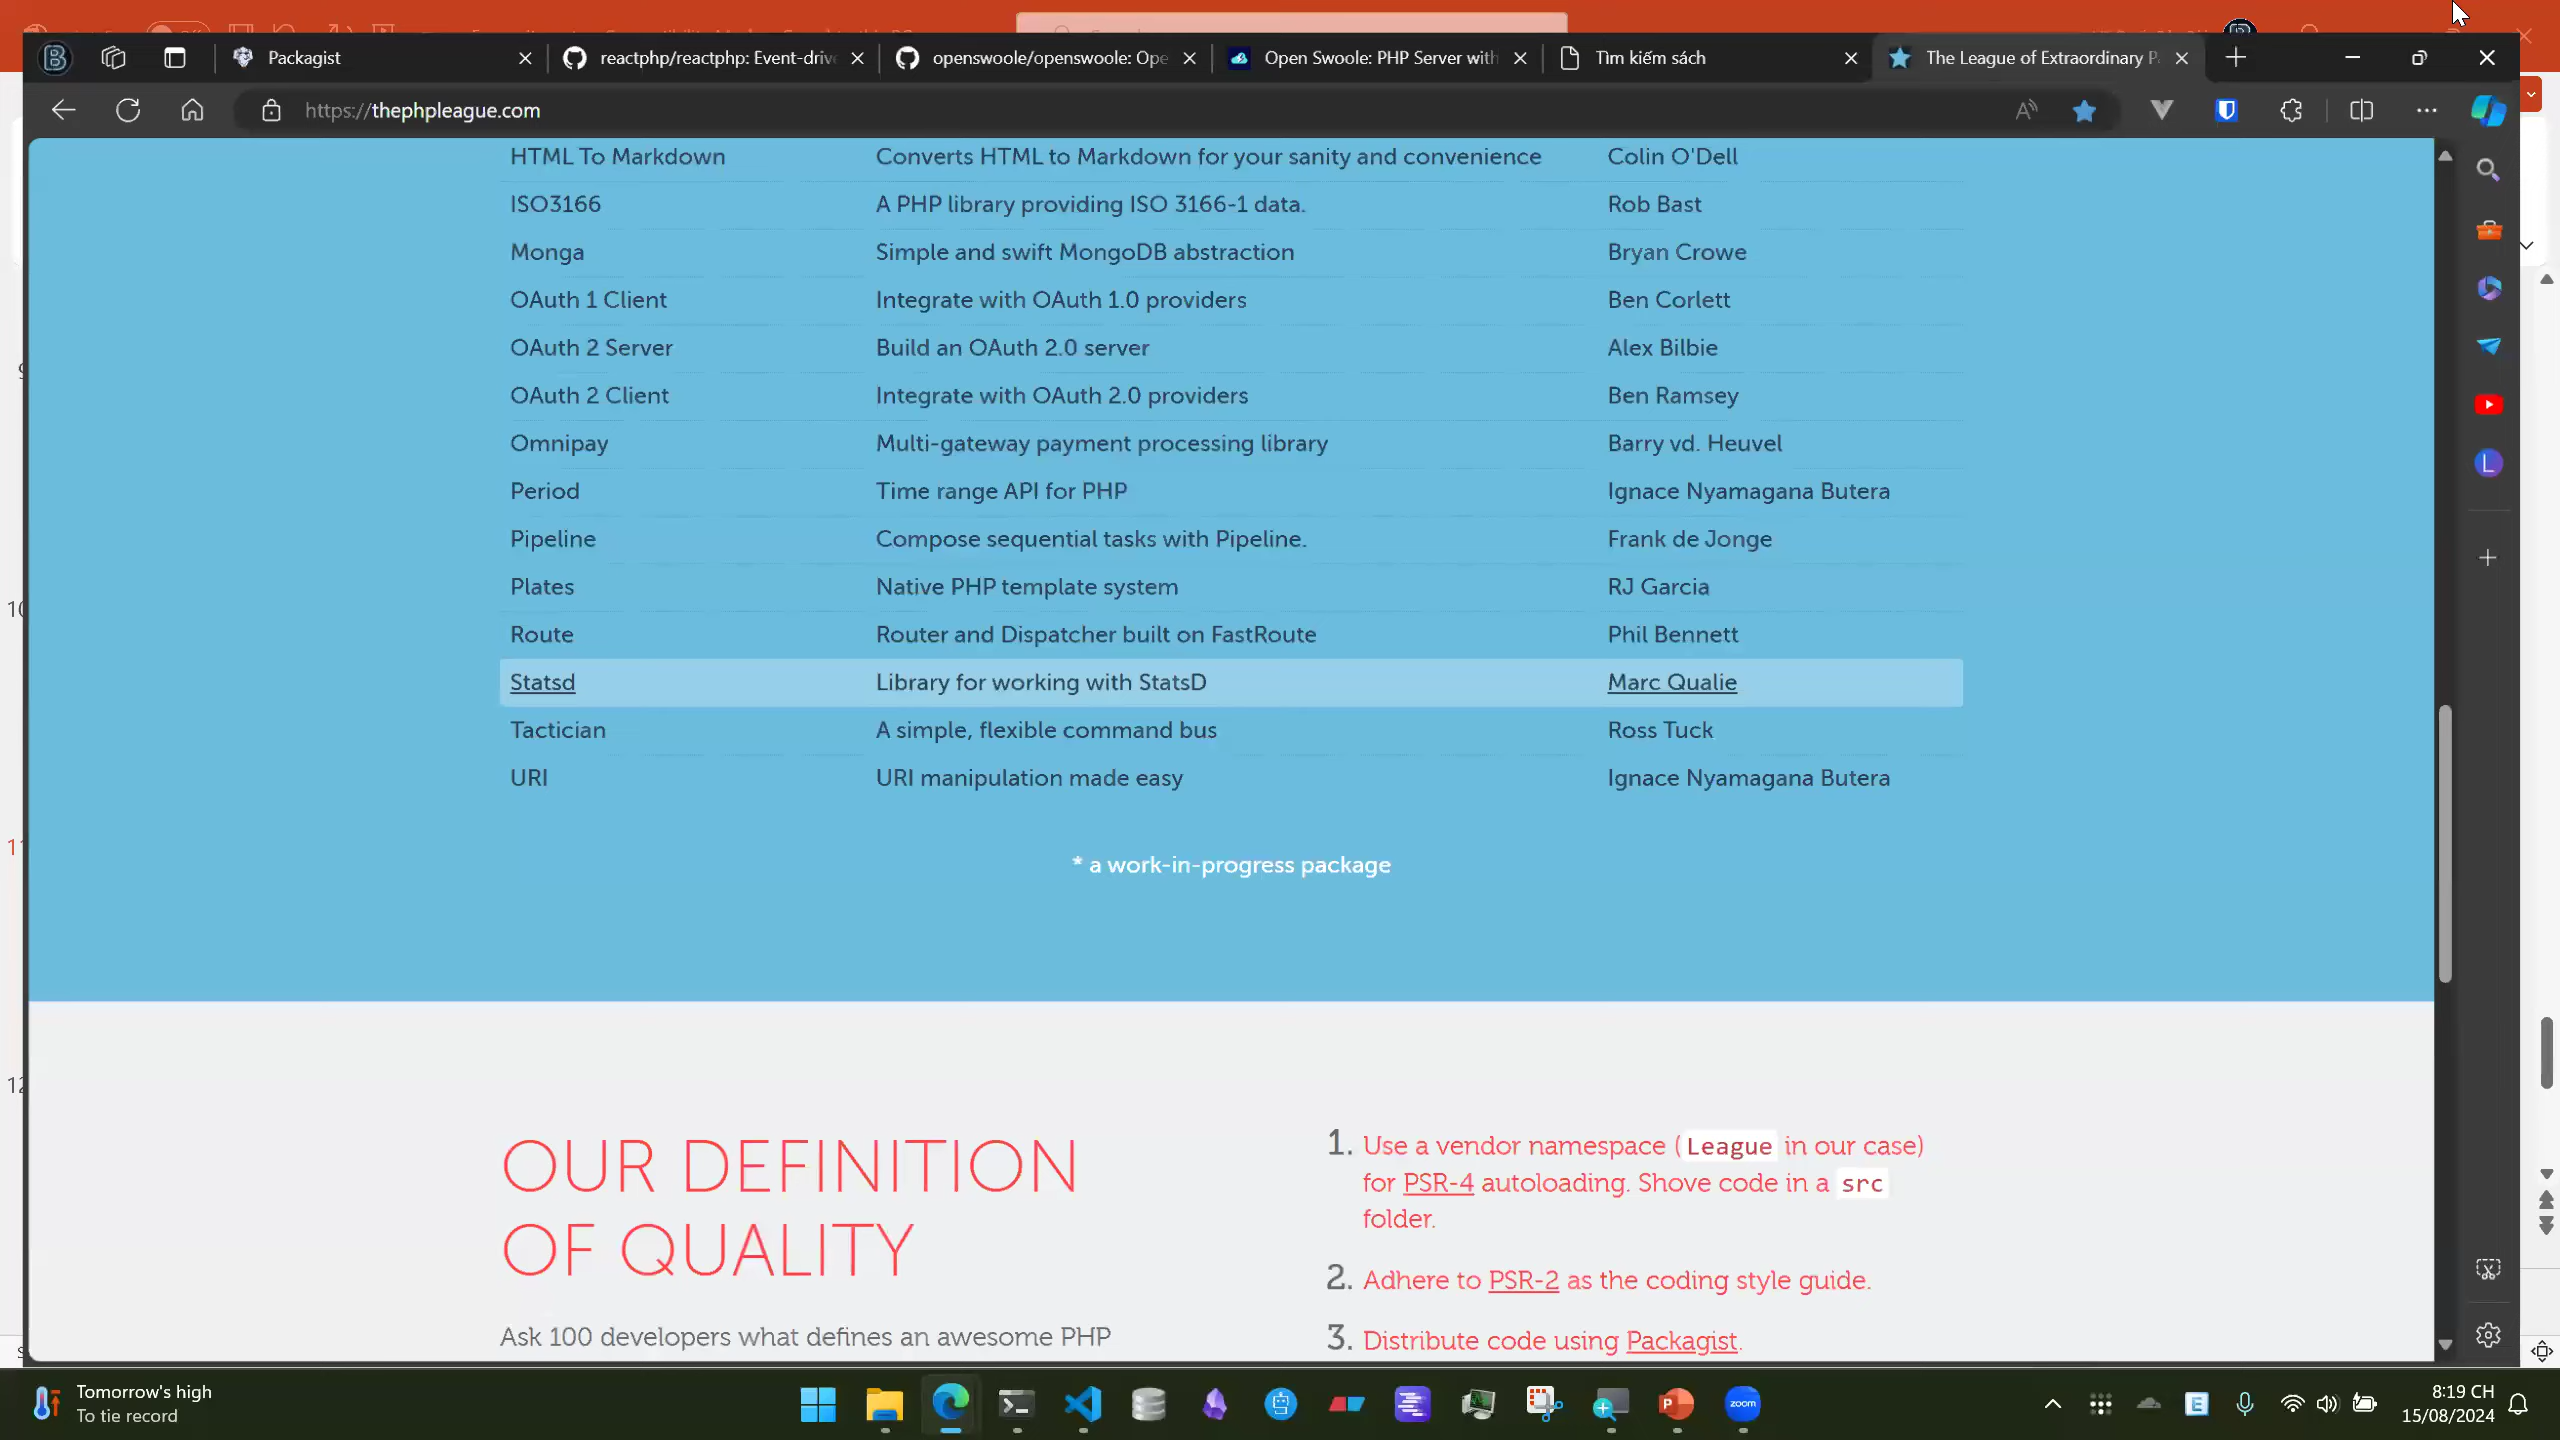 Packagist
reactphp/reactphp: Event-drive
openswoole/openswoole: Ope
Open Swoole: PHP Server with
Tìm kiếm sách
The League of Extraordinary P
https://thephpleague.com
HTML To Markdown Converts HTML to Markdown for your sanity and convenience Colin O'Dell
ISO3166 A PHP library providing ISO 3166-1 data. Rob Bast
Monga Simple and swift MongoDB abstraction Bryan Crowe
OAuth 1 Client Integrate with OAuth 1.0 providers Ben Corlett
OAuth 2 Server Build an OAuth 2.0 server Alex Bilbie
OAuth 2 Client Integrate with OAuth 2.0 providers Ben Ramsey
Omnipay Multi-gateway payment processing library Barry vd. Heuvel
Period Time range API for PHP Ignace Nyamagana Butera
Pipeline Compose sequential tasks with Pipeline. Frank de Jonge
Plates Native PHP template system RJ Garcia
Route Router and Dispatcher built on FastRoute Phil Bennett
Statsd Library for working with StatsD Marc Qualie
Tactician A simple, flexible command bus Ross Tuck
URI URI manipulation made easy Ignace Nyamagana Butera
* a work-in-progress package
OUR DEFINITION
OF QUALITY
Ask 100 developers what defines an awesome PHP
1. Use a vendor namespace (League in our case)
for PSR-4 autoloading. Shove code in a src
folder.
2. Adhere to PSR-2 as the coding style guide.
3. Distribute code using Packagist.
Tomorrow's high
To tie record
zoom
8:19 CH
15/08/2024